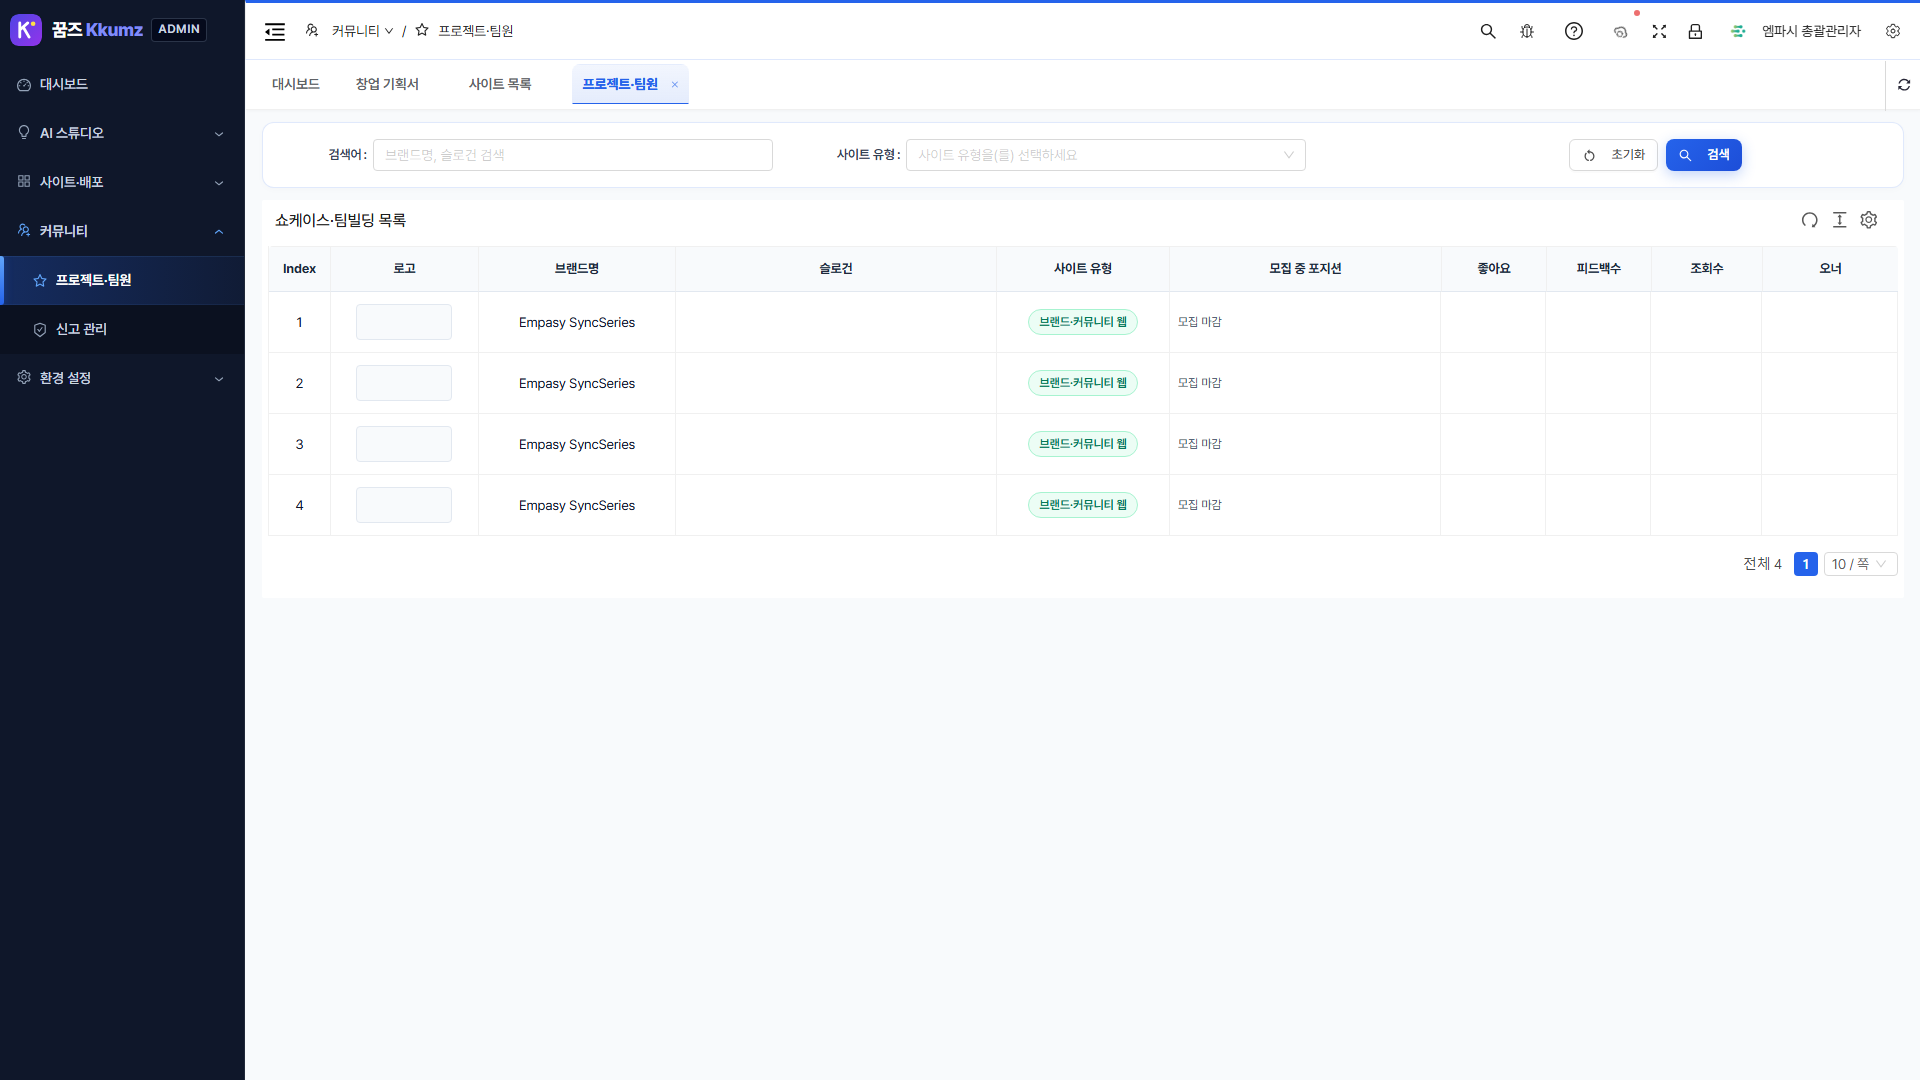 꿈즈 Kkumz ADMIN
대시보드
AI 스튜디오
사이트·배포
커뮤니티
프로젝트·팀원
신고 관리
환경 설정
커뮤니티 / 프로젝트·팀원
엠파시 총괄관리자
대시보드 창업 기획서 사이트 목록 프로젝트·팀원 ×
검색어 : 브랜드명, 슬로건 검색 사이트 유형 : 사이트 유형을(를) 선택하세요 초기화 검색
쇼케이스·팀빌딩 목록
Index 로고 브랜드명 슬로건 사이트 유형 모집 중 포지션 좋아요 피드백수 조회수 오너
1 Empasy SyncSeries 브랜드·커뮤니티 웹 모집 마감
2 Empasy SyncSeries 브랜드·커뮤니티 웹 모집 마감
3 Empasy SyncSeries 브랜드·커뮤니티 웹 모집 마감
4 Empasy SyncSeries 브랜드·커뮤니티 웹 모집 마감
전체 4 1 10 / 쪽